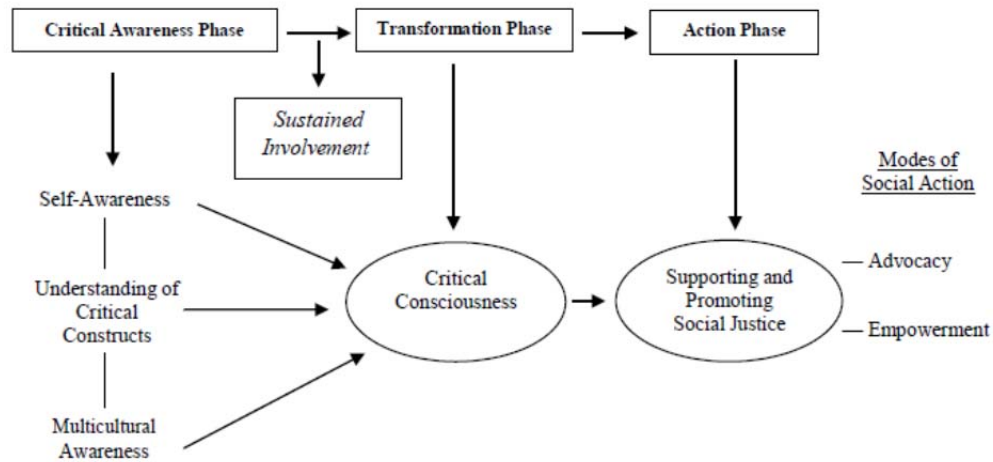 Critical Awareness Phase
Transformation Phase
Action Phase
Sustained
Involvement
Modes of
Social Action
Self-Awareness
Understanding of
Critical
Constructs
Multicultural
Awareness
Critical
Consciousness
Supporting and
Promoting
Social Justice
Advocacy
Empowerment